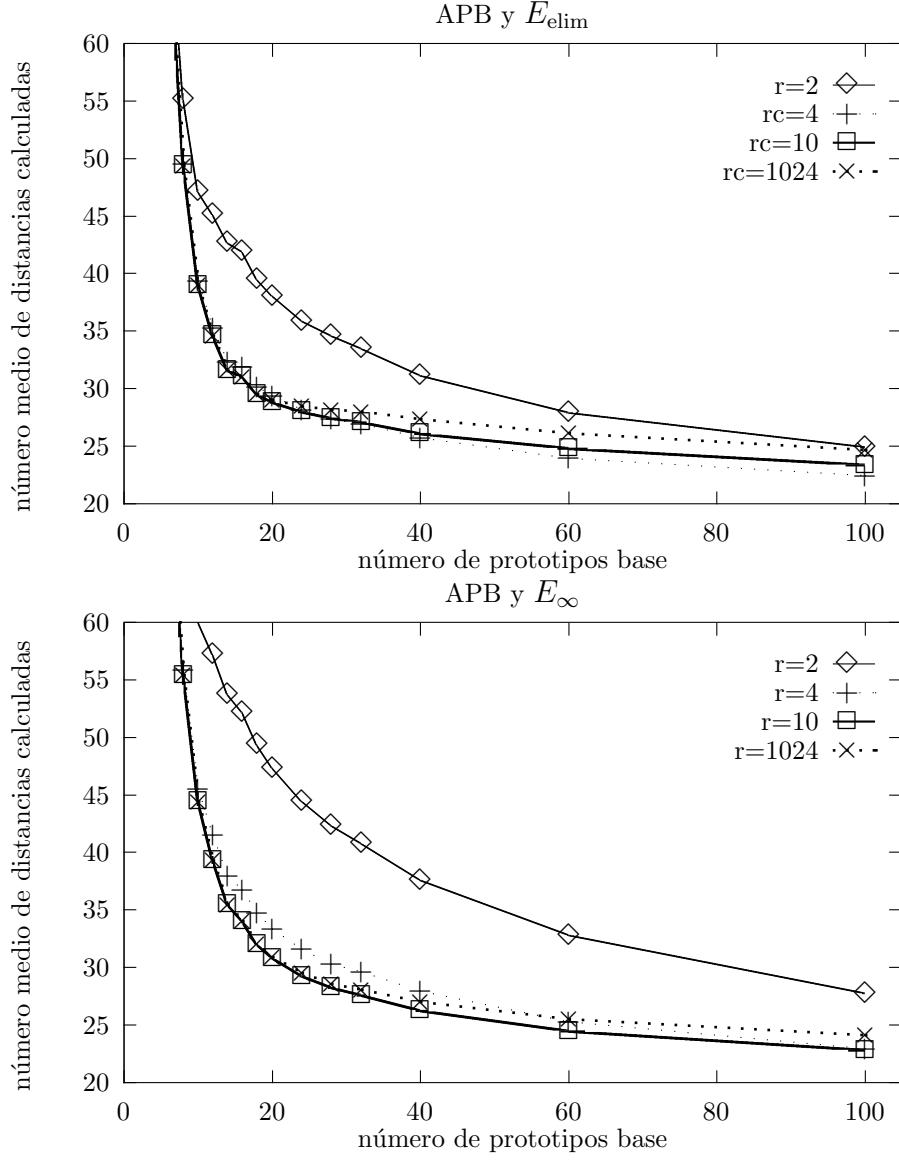 APB y E_elim
número medio de distancias calculadas
60
55
50
45
40
35
30
25
20
r=2
rc=4
rc=10
rc=1024
0 20 40 60 80 100
número de prototipos base
APB y E_∞
número medio de distancias calculadas
60
55
50
45
40
35
30
25
20
r=2
r=4
r=10
r=1024
0 20 40 60 80 100
número de prototipos base